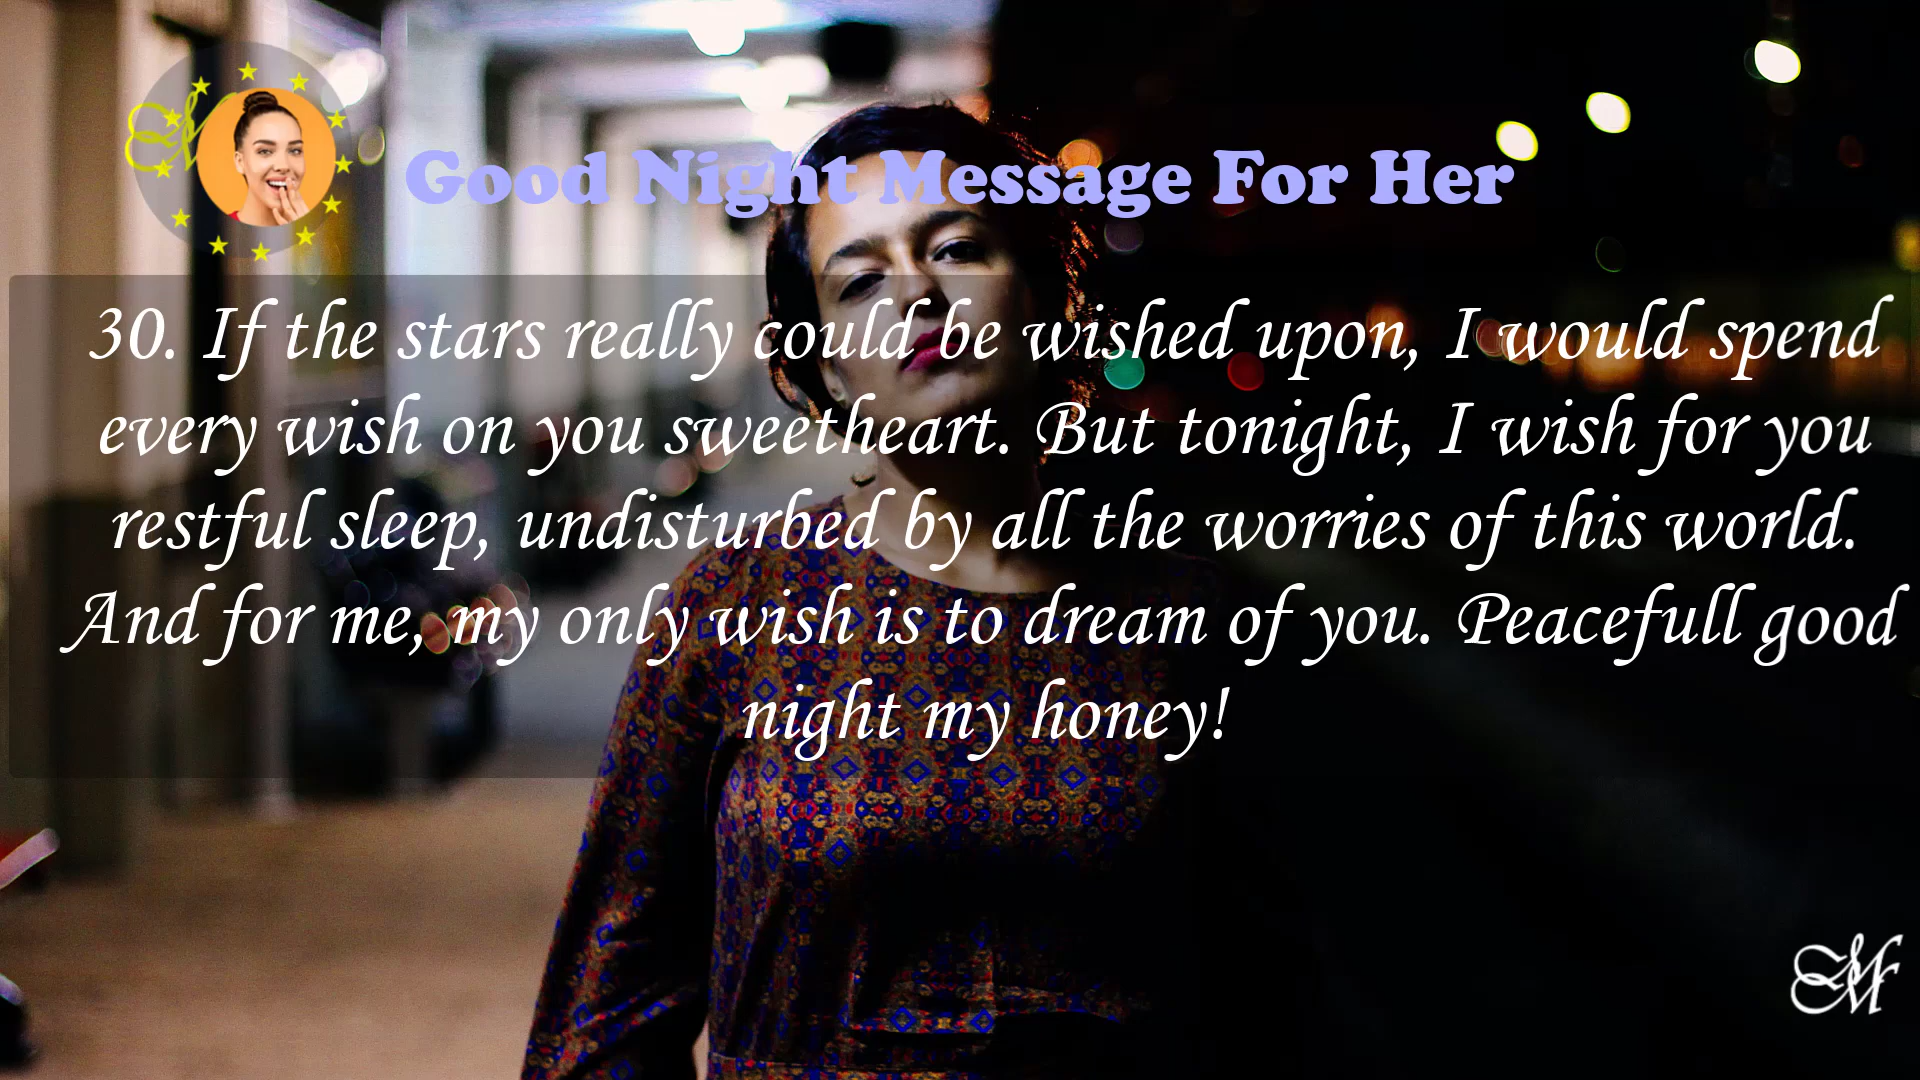 Good Night Message For Her
30. If the stars really could be wished upon, I would spend
every wish on you sweetheart. But tonight, I wish for you
restful sleep, undisturbed by all the worries of this world.
And for me, my only wish is to dream of you. Peacefull good
night my honey!